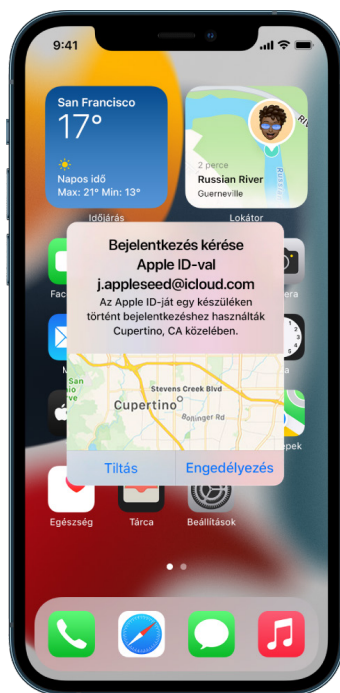 9:41
San Francisco
17°
Napos idő
Max: 21° Min: 13°
Időjárás
2 perce
Russian River
Guerneville
Lokátor
Bejelentkezés kérése
Apple ID-val
j.appleseed@icloud.com
Az Apple ID-ját egy készüléken
történt bejelentkezéshez használták
Cupertino, CA közelében.
Stevens Creek Blvd
Cupertino
Bollinger Rd
Tiltás
Engedélyezés
Egészség
Tárca
Beállítások